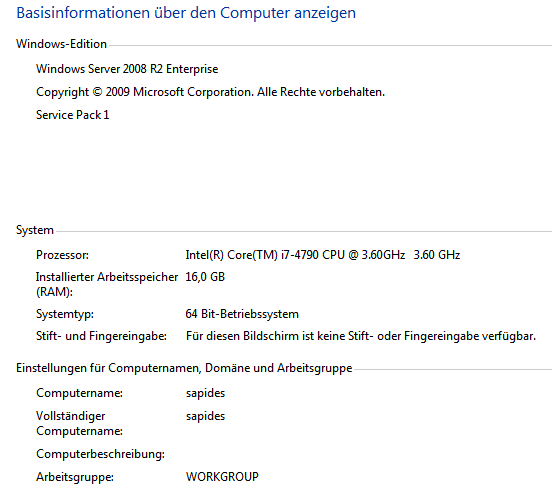 Basisinformationen über den Computer anzeigen
Windows-Edition
Windows Server 2008 R2 Enterprise
Copyright © 2009 Microsoft Corporation. Alle Rechte vorbehalten.
Service Pack 1
System
Prozessor: Intel(R) Core(TM) i7-4790 CPU @ 3.60GHz 3.60 GHz
Installierter Arbeitsspeicher 16,0 GB
(RAM):
Systemtyp: 64 Bit-Betriebssystem
Stift- und Fingereingabe: Für diesen Bildschirm ist keine Stift- oder Fingereingabe verfügbar.
Einstellungen für Computernamen, Domäne und Arbeitsgruppe
Computername: sapides
Vollständiger sapides
Computername:
Computerbeschreibung:
Arbeitsgruppe: WORKGROUP